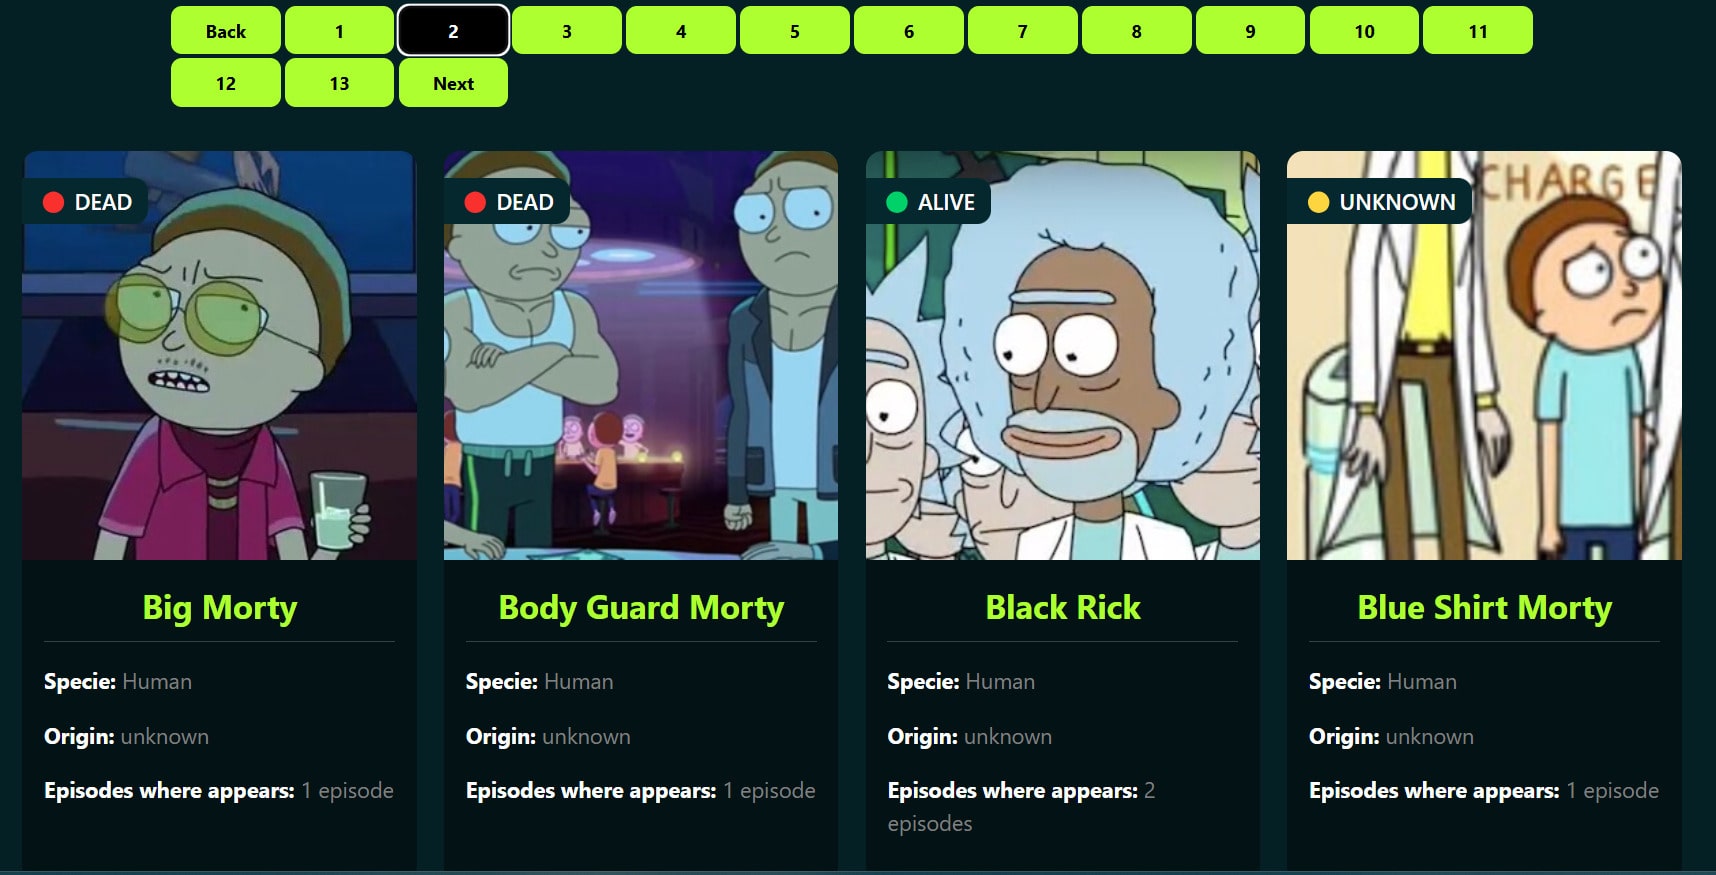 Back 1 2 3 4 5 6 7 8 9 10 11
12 13 Next
DEAD
DEAD
ALIVE
UNKNOWN
CHARGE
Big Morty
Body Guard Morty
Black Rick
Blue Shirt Morty
Specie: Human
Origin: unknown
Episodes where appears: 1 episode
Specie: Human
Origin: unknown
Episodes where appears: 1 episode
Specie: Human
Origin: unknown
Episodes where appears: 2
episodes
Specie: Human
Origin: unknown
Episodes where appears: 1 episode